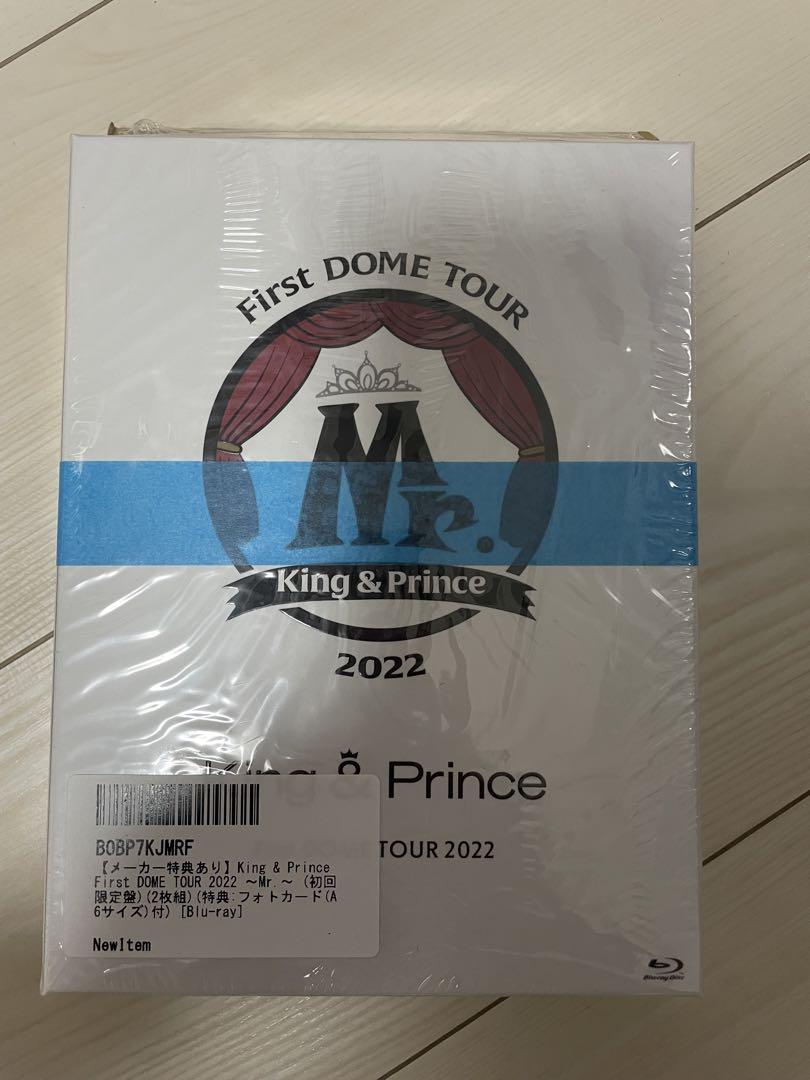 First DOME TOUR
Mr.
King & Prince
2022
King & Prince
TOUR 2022
B0BP7KJMRF
【メーカー特典あり】King & Prince
First DOME TOUR 2022 ～Mr.～ (初回
限定盤)(2枚組)(特典:フォトカード(A
6サイズ)付) [Blu-ray]
NewItem
Blu-ray Disc